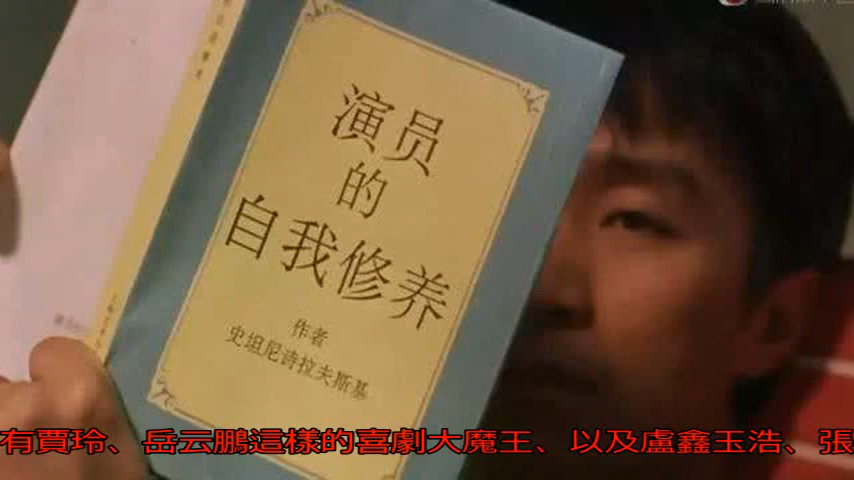 演员
的
自我修养
作者
史坦尼诗拉夫斯基
有賈玲、岳云鹏這樣的喜劇大魔王、以及盧鑫玉浩、張